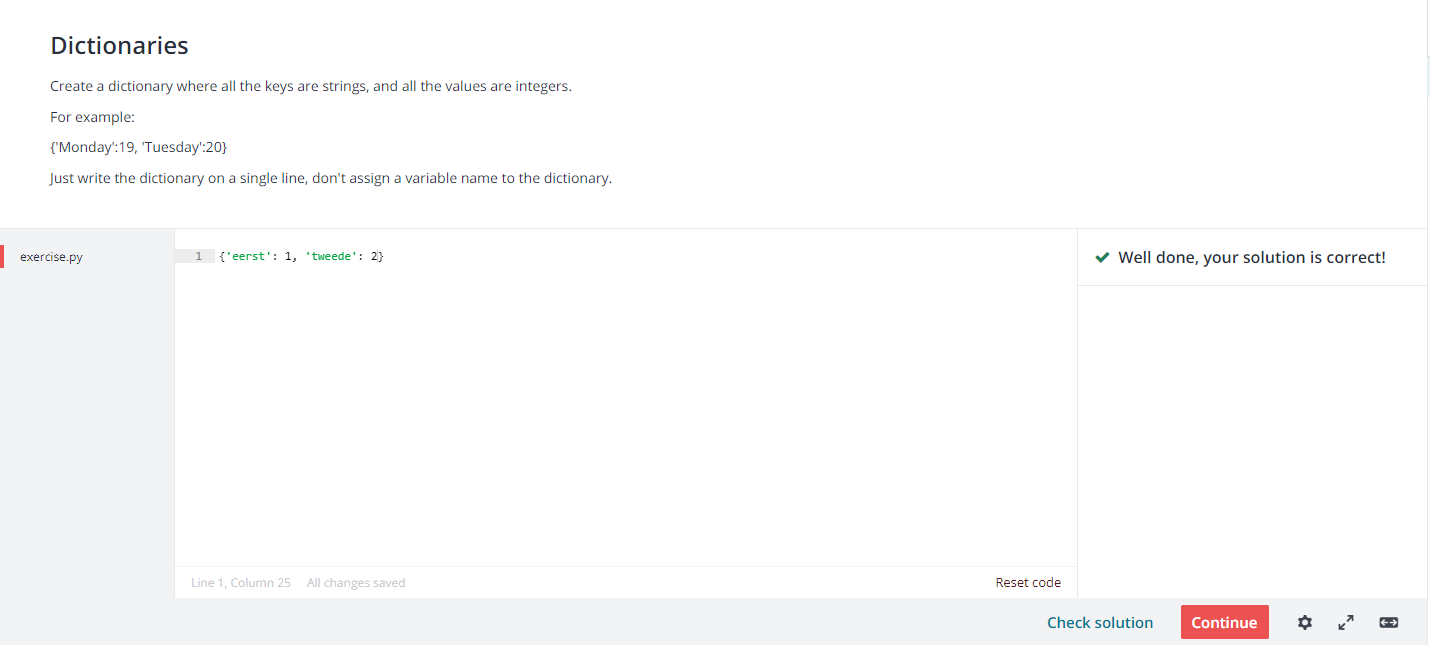 Dictionaries
Create a dictionary where all the keys are strings, and all the values are integers.
For example:
{'Monday':19, 'Tuesday':20}
Just write the dictionary on a single line, don't assign a variable name to the dictionary.
exercise.py
1 {'eerst': 1, 'tweede': 2}
Well done, your solution is correct!
Line 1, Column 25 All changes saved
Reset code
Check solution
Continue